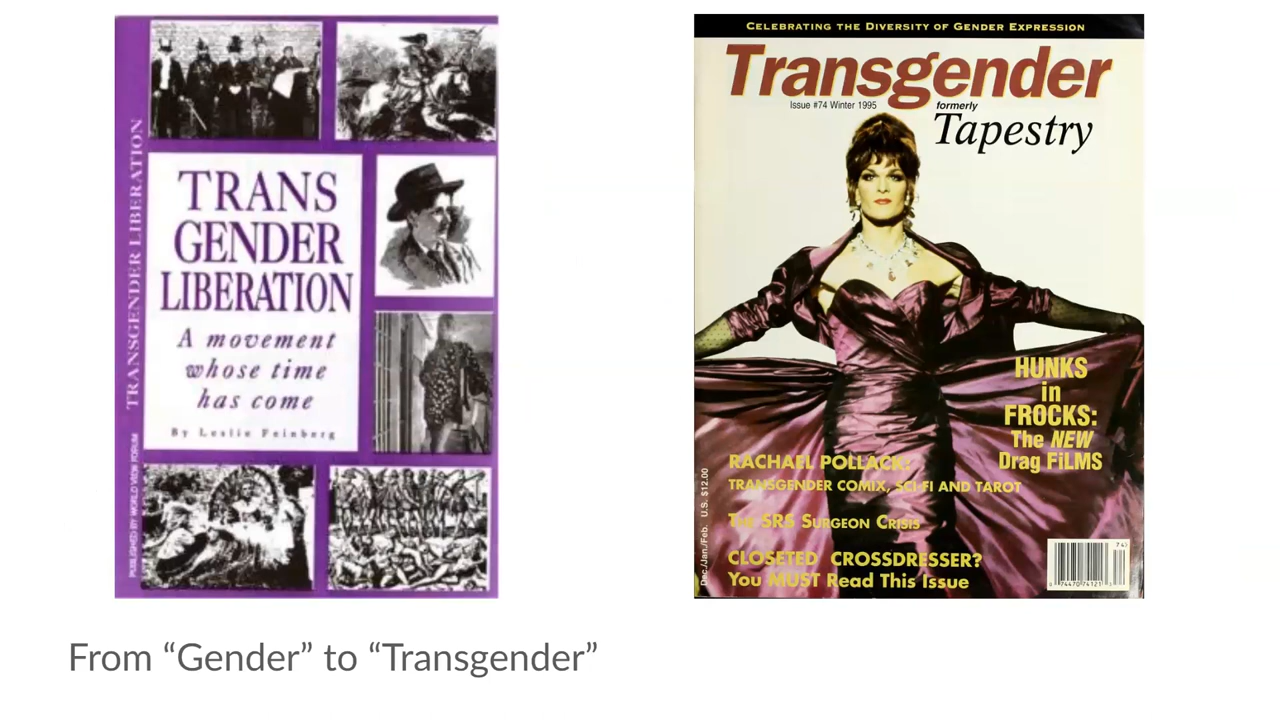 TRANSGENDER LIBERATION
PUBLISHED BY WORLD VIEW FORUM
TRANS
GENDER
LIBERATION
A movement
whose time
has come
By Leslie Feinberg
CELEBRATING THE DIVERSITY OF GENDER EXPRESSION
Transgender
Issue #74 Winter 1995
formerly
Tapestry
HUNKS
in
FROCKS:
The NEW
Drag FiLMS
RACHAEL POLLACK:
TRANSGENDER COMIX, SCI FI AND TAROT
THE SRS SURGEON CRISIS
CLOSETED CROSSDRESSER?
You MUST Read This Issue
Dec./Jan./Feb. U.S. $12.00
From “Gender” to “Transgender”